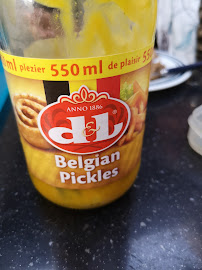 ml plezier 550 ml de plaisir 55
ANNO 1886
d&l
Belgian
Pickles